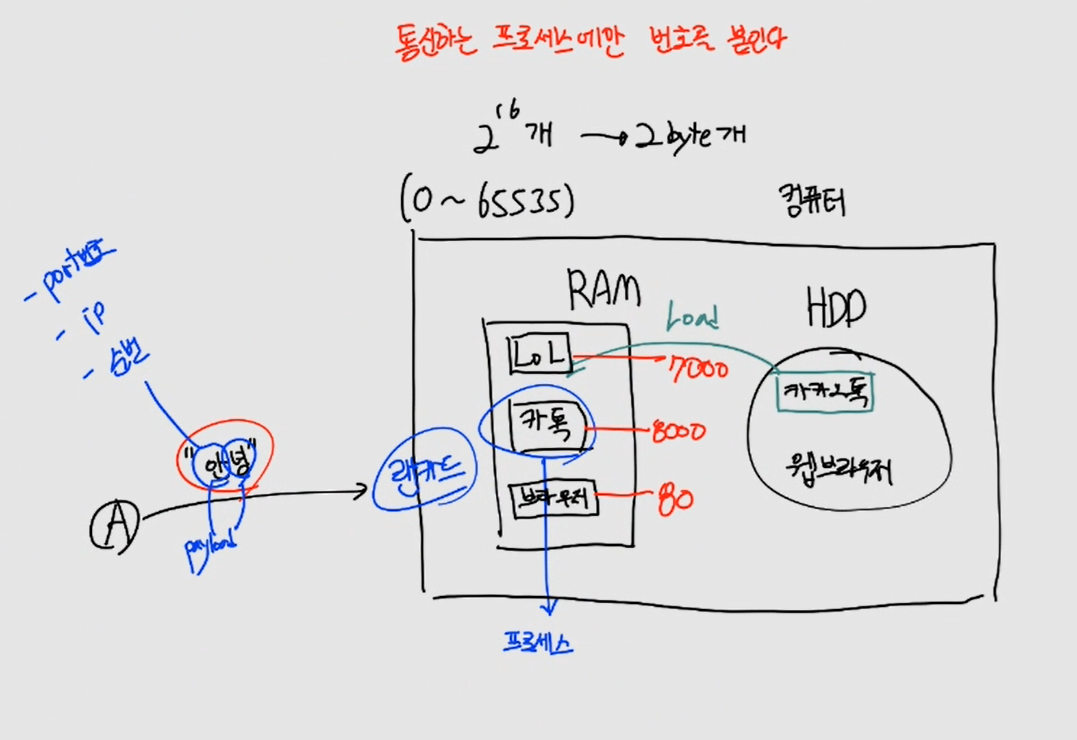 통신하는 프로세스에만 번호를 붙인다
2^16개 → 2byte개
(0 ~ 65535)
컴퓨터
- port번호
- ip
- 순번
RAM
HDD
Load
LoL
7000
카카오톡
카톡
8000
"안녕"
랜카드
웹브라우저
브라우저
80
A
payload
프로세스